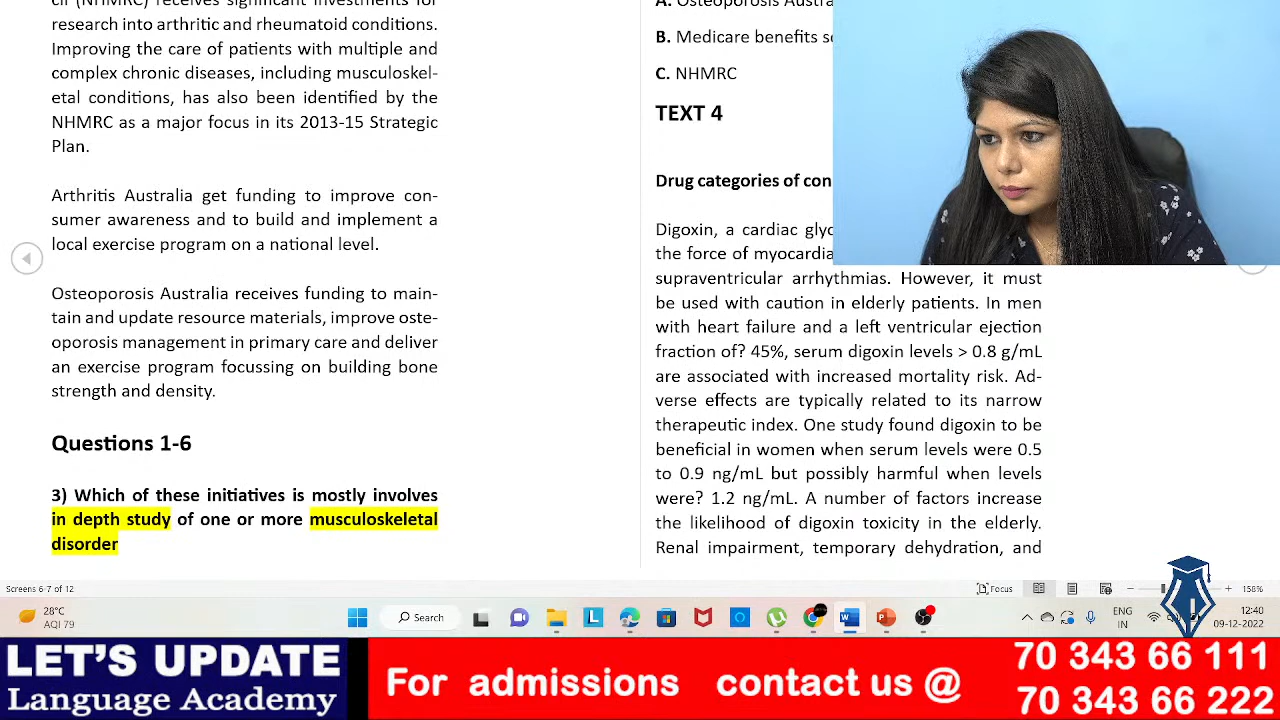 cil (NHMRC) receives significant investments for
research into arthritic and rheumatoid conditions.
Improving the care of patients with multiple and
complex chronic diseases, including musculoskel-
etal conditions, has also been identified by the
NHMRC as a major focus in its 2013-15 Strategic
Plan.
Arthritis Australia get funding to improve con-
sumer awareness and to build and implement a
local exercise program on a national level.
Osteoporosis Australia receives funding to main-
tain and update resource materials, improve oste-
oporosis management in primary care and deliver
an exercise program focussing on building bone
strength and density.
Questions 1-6
3) Which of these initiatives is mostly involves
in depth study of one or more musculoskeletal
disorder
A. Osteoporosis Austra
B. Medicare benefits s
C. NHMRC
TEXT 4
Drug categories of con
Digoxin, a cardiac glyc
the force of myocardia
supraventricular arrhythmias. However, it must
be used with caution in elderly patients. In men
with heart failure and a left ventricular ejection
fraction of? 45%, serum digoxin levels > 0.8 g/mL
are associated with increased mortality risk. Ad-
verse effects are typically related to its narrow
therapeutic index. One study found digoxin to be
beneficial in women when serum levels were 0.5
to 0.9 ng/mL but possibly harmful when levels
were? 1.2 ng/mL. A number of factors increase
the likelihood of digoxin toxicity in the elderly.
Renal impairment, temporary dehydration, and
Screens 6-7 of 12
Focus
158%
28°C
AQI 79
Search
ENG
IN
12:40
09-12-2022
LET'S UPDATE
Language Academy
For admissions contact us @
70 343 66 111
70 343 66 222